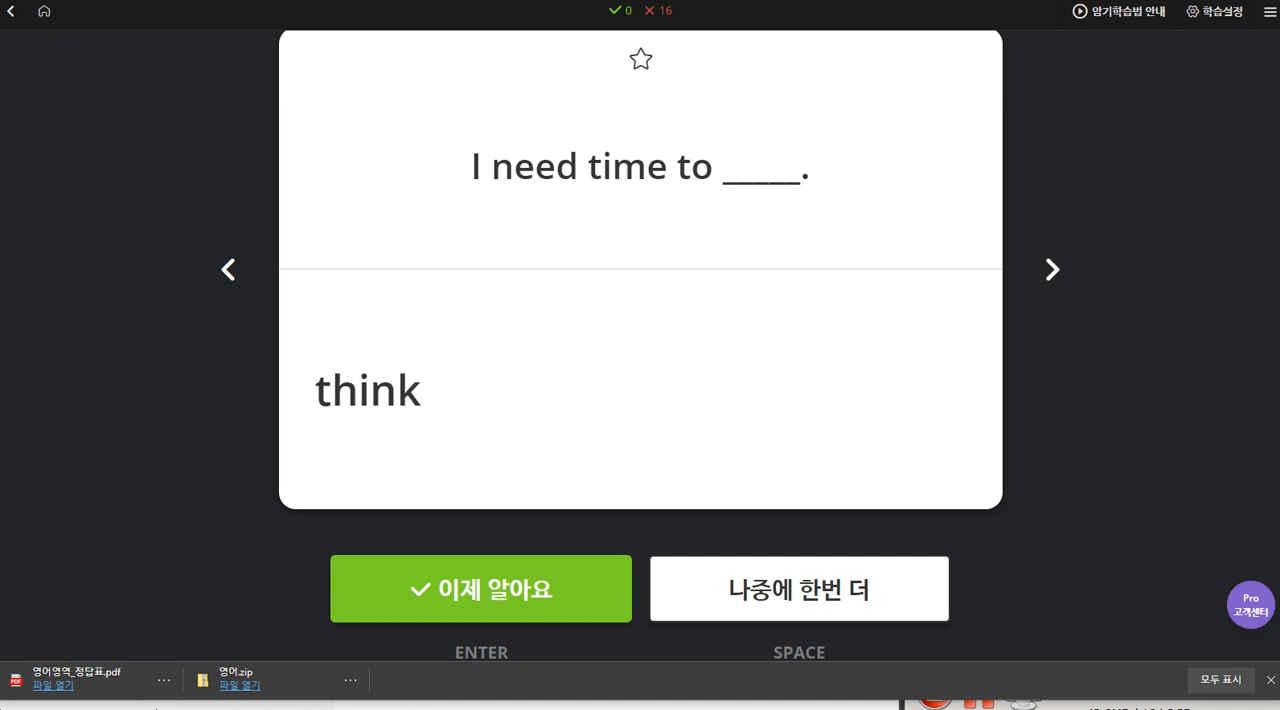 0 16
암기학습법 안내 학습설정
I need time to _____.
think
이제 알아요 나중에 한번 더
ENTER SPACE
Pro
고객센터
영어영역_정답표.pdf
파일 열기
영어.zip
파일 열기
모두 표시
PDF